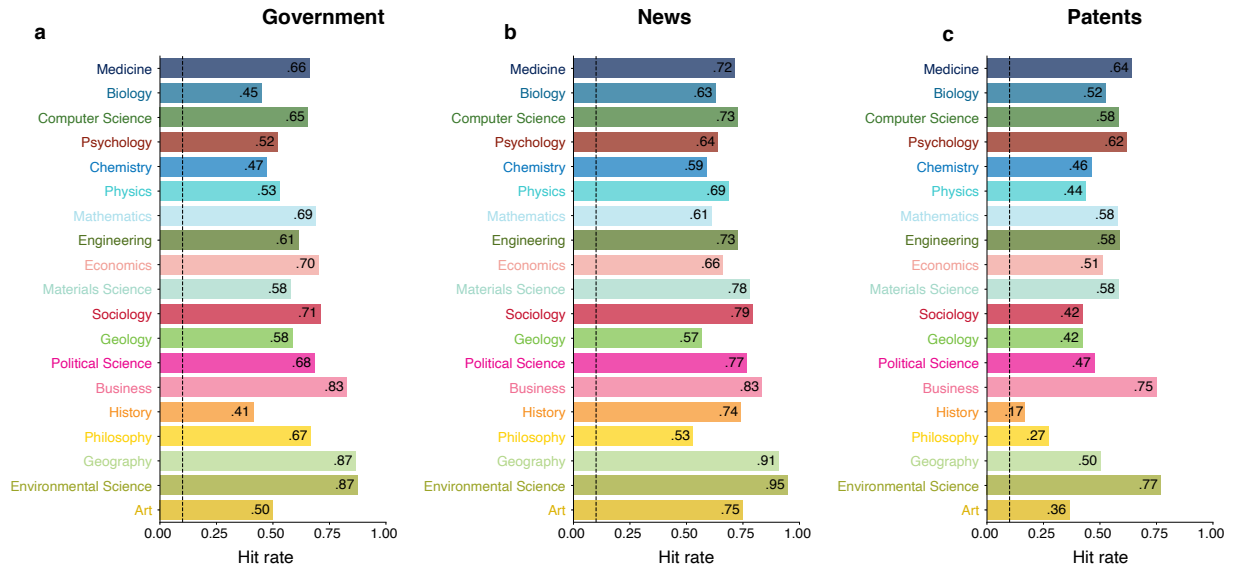 a
Government
Medicine .66
Biology .45
Computer Science .65
Psychology .52
Chemistry .47
Physics .53
Mathematics .69
Engineering .61
Economics .70
Materials Science .58
Sociology .71
Geology .58
Political Science .68
Business .83
History .41
Philosophy .67
Geography .87
Environmental Science .87
Art .50
0.00 0.25 0.50 0.75 1.00
Hit rate
b
News
Medicine .72
Biology .63
Computer Science .73
Psychology .64
Chemistry .59
Physics .69
Mathematics .61
Engineering .73
Economics .66
Materials Science .78
Sociology .79
Geology .57
Political Science .77
Business .83
History .74
Philosophy .53
Geography .91
Environmental Science .95
Art .75
0.00 0.25 0.50 0.75 1.00
Hit rate
c
Patents
Medicine .64
Biology .52
Computer Science .58
Psychology .62
Chemistry .46
Physics .44
Mathematics .58
Engineering .58
Economics .51
Materials Science .58
Sociology .42
Geology .42
Political Science .47
Business .75
History .17
Philosophy .27
Geography .50
Environmental Science .77
Art .36
0.00 0.25 0.50 0.75 1.00
Hit rate